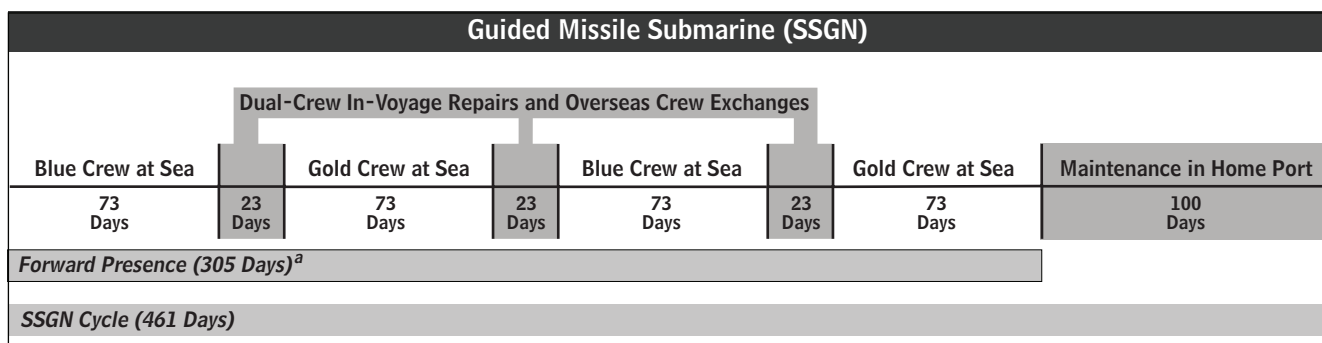 Guided Missile Submarine (SSGN)
Dual-Crew In-Voyage Repairs and Overseas Crew Exchanges
Blue Crew at Sea
Gold Crew at Sea
Blue Crew at Sea
Gold Crew at Sea
Maintenance in Home Port
73
Days
23
Days
73
Days
23
Days
73
Days
23
Days
73
Days
100
Days
Forward Presence (305 Days)a
SSGN Cycle (461 Days)